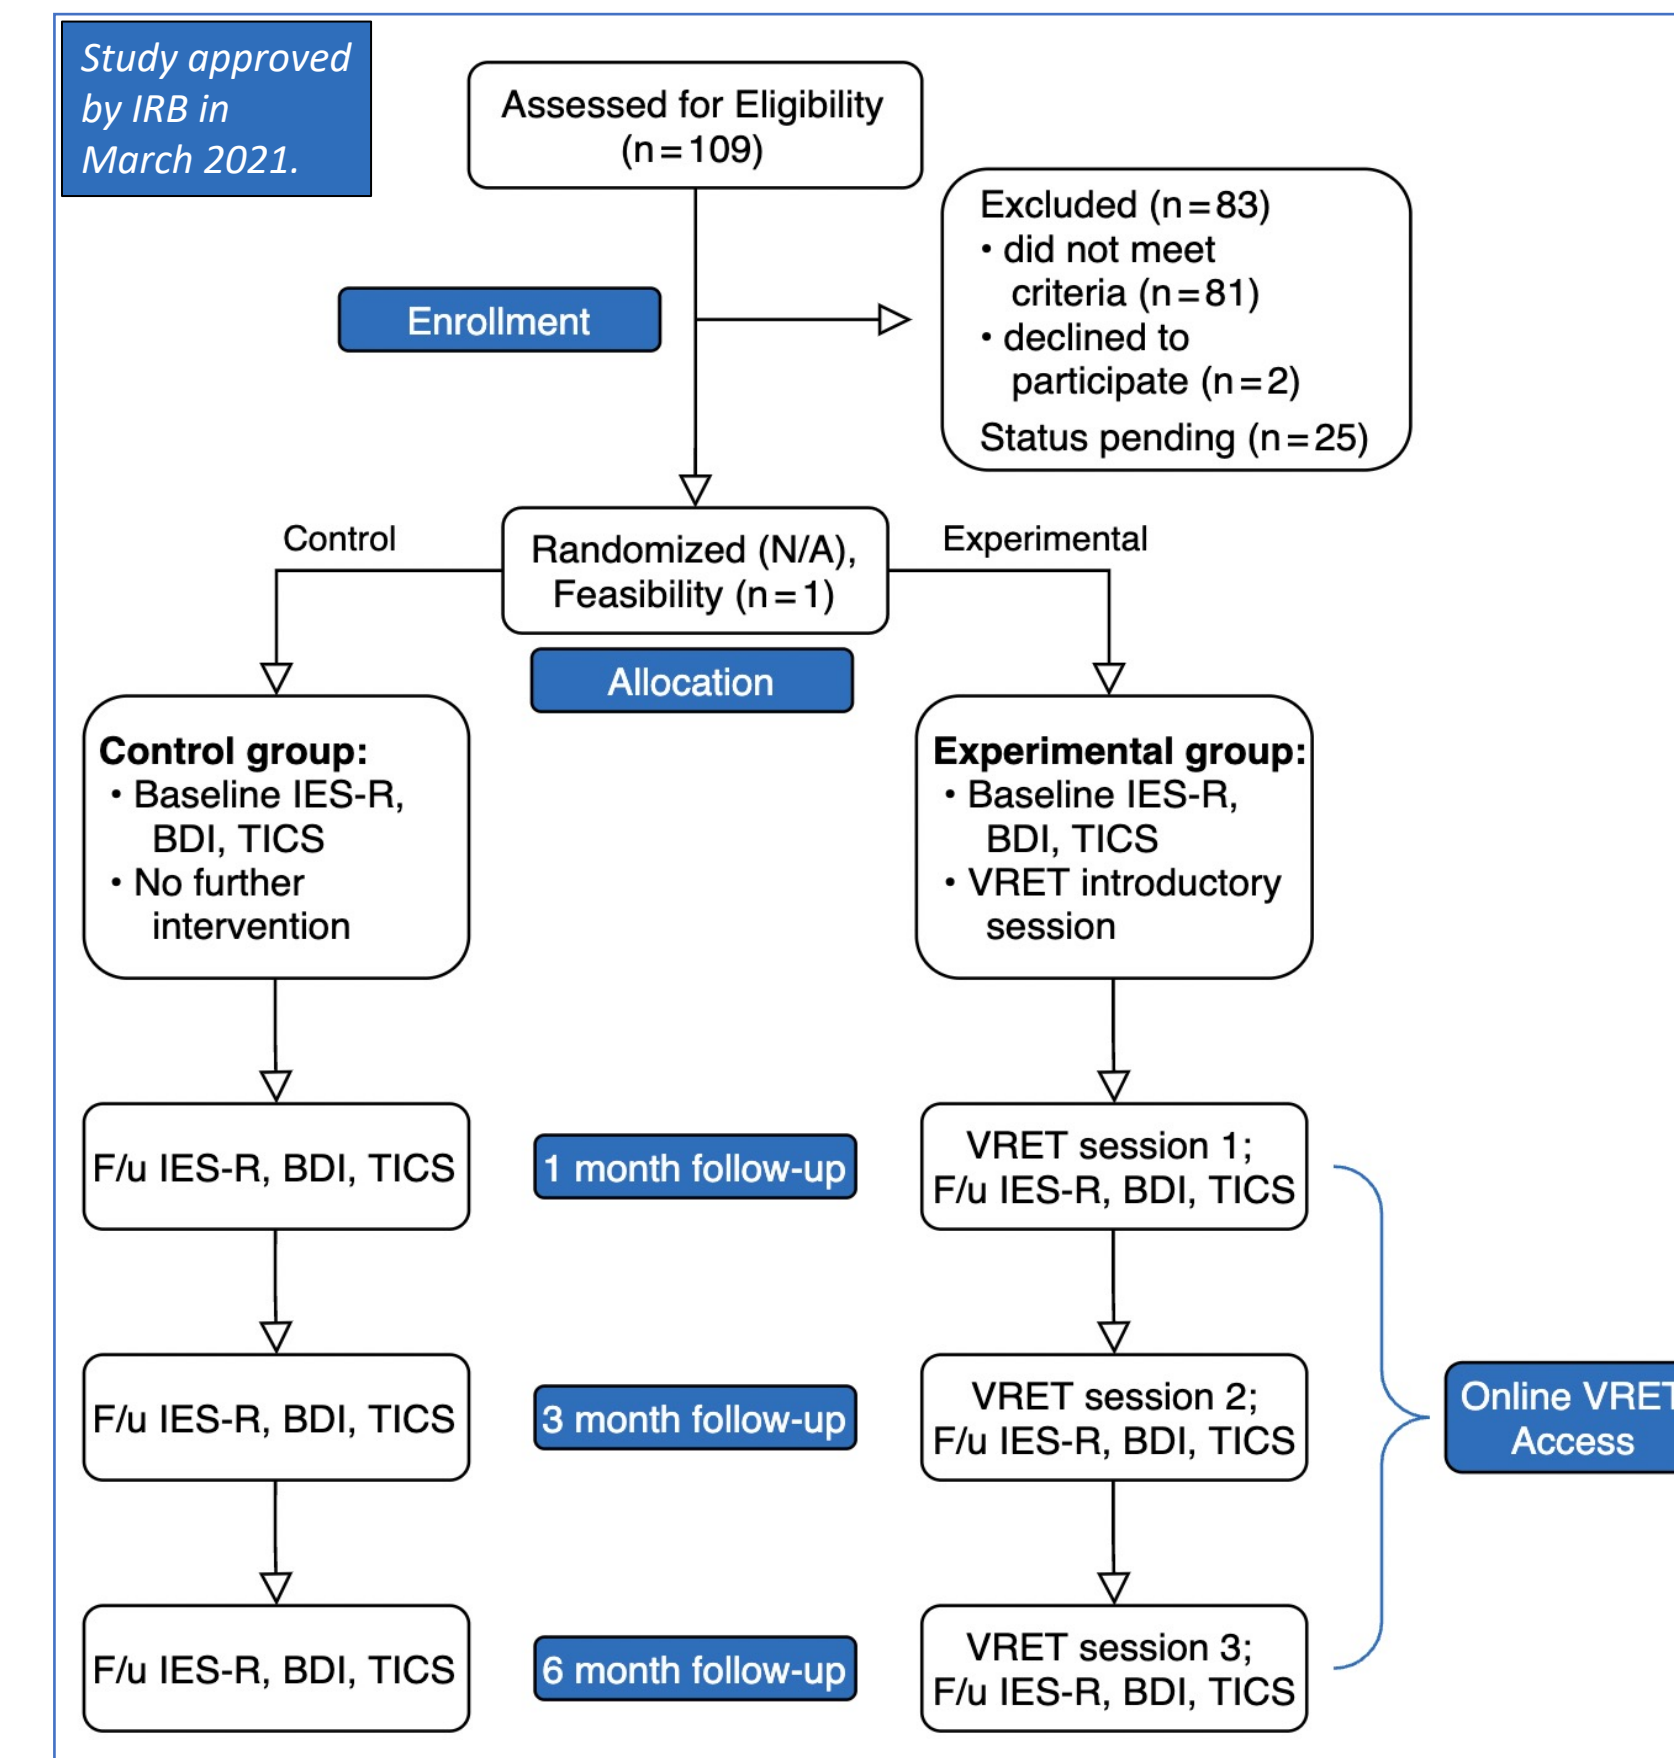 Study approved
by IRB in
March 2021.
Assessed for Eligibility
(n=109)
Excluded (n=83)
• did not meet
criteria (n=81)
• declined to
participate (n=2)
Status pending (n=25)
Enrollment
Control
Randomized (N/A),
Feasibility (n=1)
Experimental
Allocation
Control group:
• Baseline IES-R,
BDI, TICS
• No further
intervention
Experimental group:
• Baseline IES-R,
BDI, TICS
• VRET introductory
session
F/u IES-R, BDI, TICS
1 month follow-up
VRET session 1;
F/u IES-R, BDI, TICS
F/u IES-R, BDI, TICS
3 month follow-up
VRET session 2;
F/u IES-R, BDI, TICS
Online VRET
Access
F/u IES-R, BDI, TICS
6 month follow-up
VRET session 3;
F/u IES-R, BDI, TICS